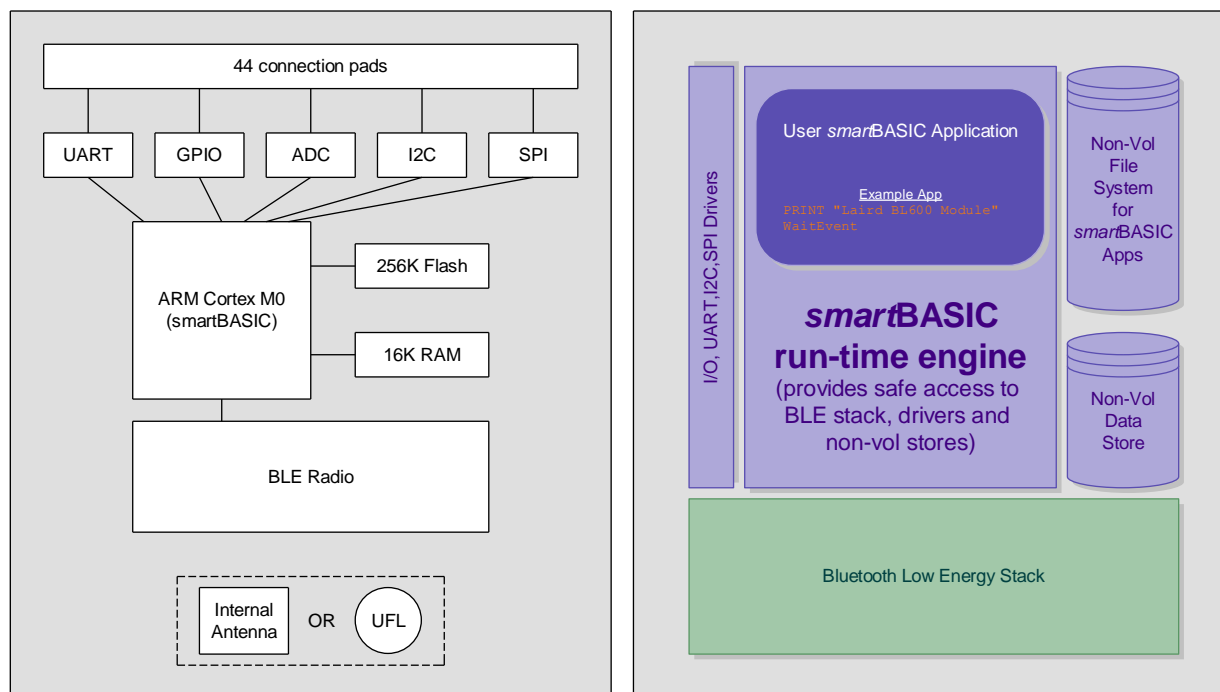 44 connection pads
UART
GPIO
ADC
I2C
SPI
ARM Cortex M0
(smartBASIC)
256K Flash
16K RAM
BLE Radio
Internal
Antenna
OR
UFL
I/O, UART,I2C,SPI Drivers
User smartBASIC Application
Example App
PRINT "Laird BL600 Module"
WaitEvent
smartBASIC
run-time engine
(provides safe access to
BLE stack, drivers and
non-vol stores)
Non-Vol
File
System
for
smartBASIC
Apps
Non-Vol
Data
Store
Bluetooth Low Energy Stack